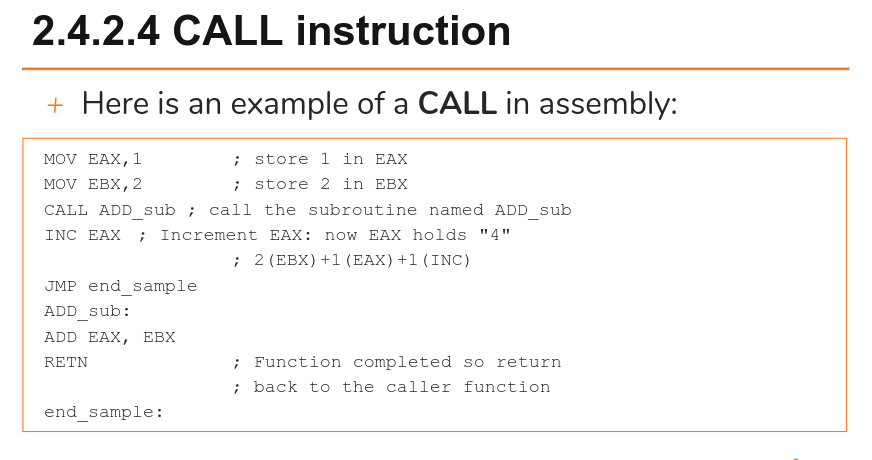 2.4.2.4 CALL instruction
+ Here is an example of a CALL in assembly:
MOV EAX,1 ; store 1 in EAX
MOV EBX,2 ; store 2 in EBX
CALL ADD_sub ; call the subroutine named ADD_sub
INC EAX ; Increment EAX: now EAX holds "4"
; 2(EBX)+1(EAX)+1(INC)
JMP end_sample
ADD_sub:
ADD EAX, EBX
RETN ; Function completed so return
; back to the caller function
end_sample: